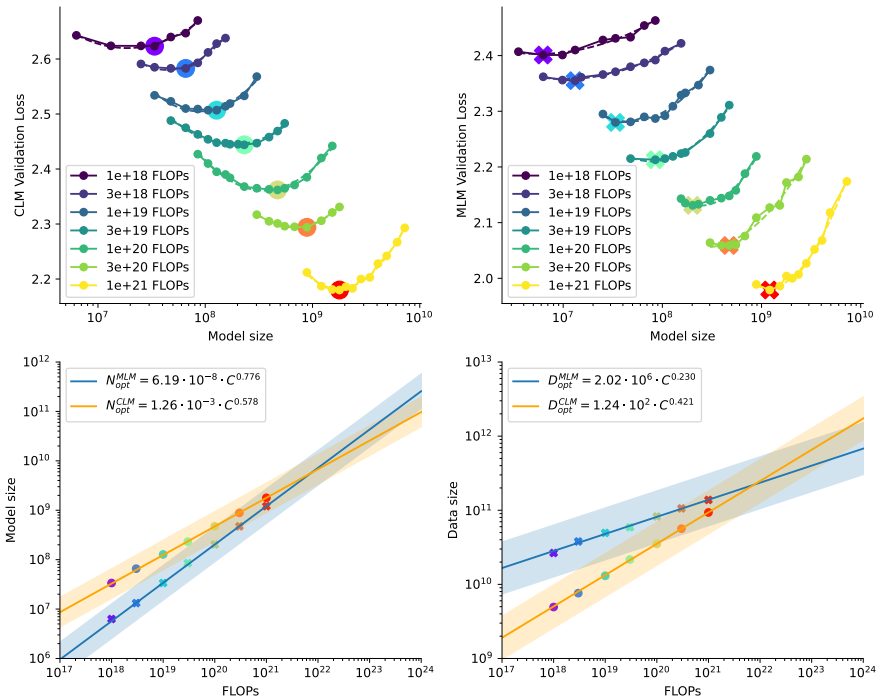 CLM Validation Loss
2.6
2.5
2.4
2.3
2.2
1e+18 FLOPs
3e+18 FLOPs
1e+19 FLOPs
3e+19 FLOPs
1e+20 FLOPs
3e+20 FLOPs
1e+21 FLOPs
10^7
10^8
10^9
10^10
Model size
MLM Validation Loss
2.4
2.3
2.2
2.1
2.0
1e+18 FLOPs
3e+18 FLOPs
1e+19 FLOPs
3e+19 FLOPs
1e+20 FLOPs
3e+20 FLOPs
1e+21 FLOPs
10^7
10^8
10^9
10^10
Model size
Model size
10^12
10^11
10^10
10^9
10^8
10^7
10^6
N_opt^MLM = 6.19 · 10^−8 · C^0.776
N_opt^CLM = 1.26 · 10^−3 · C^0.578
10^17
10^18
10^19
10^20
10^21
10^22
10^23
10^24
FLOPs
Data size
10^13
10^12
10^11
10^10
10^9
D_opt^MLM = 2.02 · 10^6 · C^0.230
D_opt^CLM = 1.24 · 10^2 · C^0.421
10^17
10^18
10^19
10^20
10^21
10^22
10^23
10^24
FLOPs